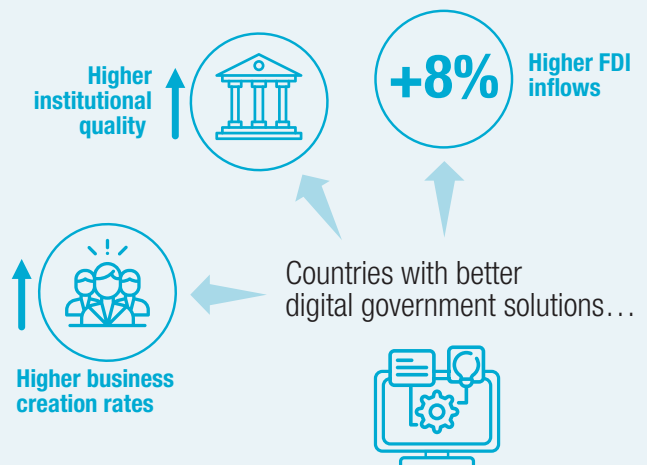 Higher
institutional
quality
+8%
Higher FDI
inflows
Countries with better
digital government solutions…
Higher business
creation rates